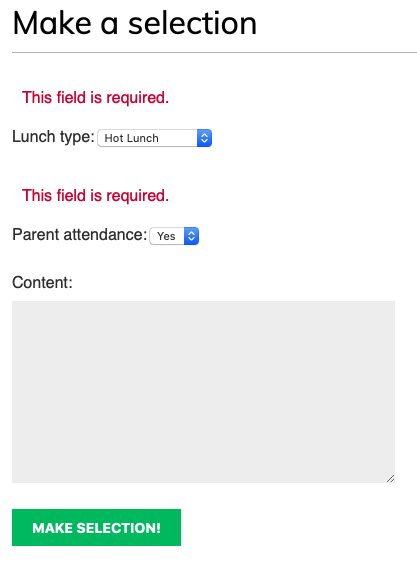 Make a selection
This field is required.
Lunch type: Hot Lunch
This field is required.
Parent attendance: Yes
Content:
MAKE SELECTION!